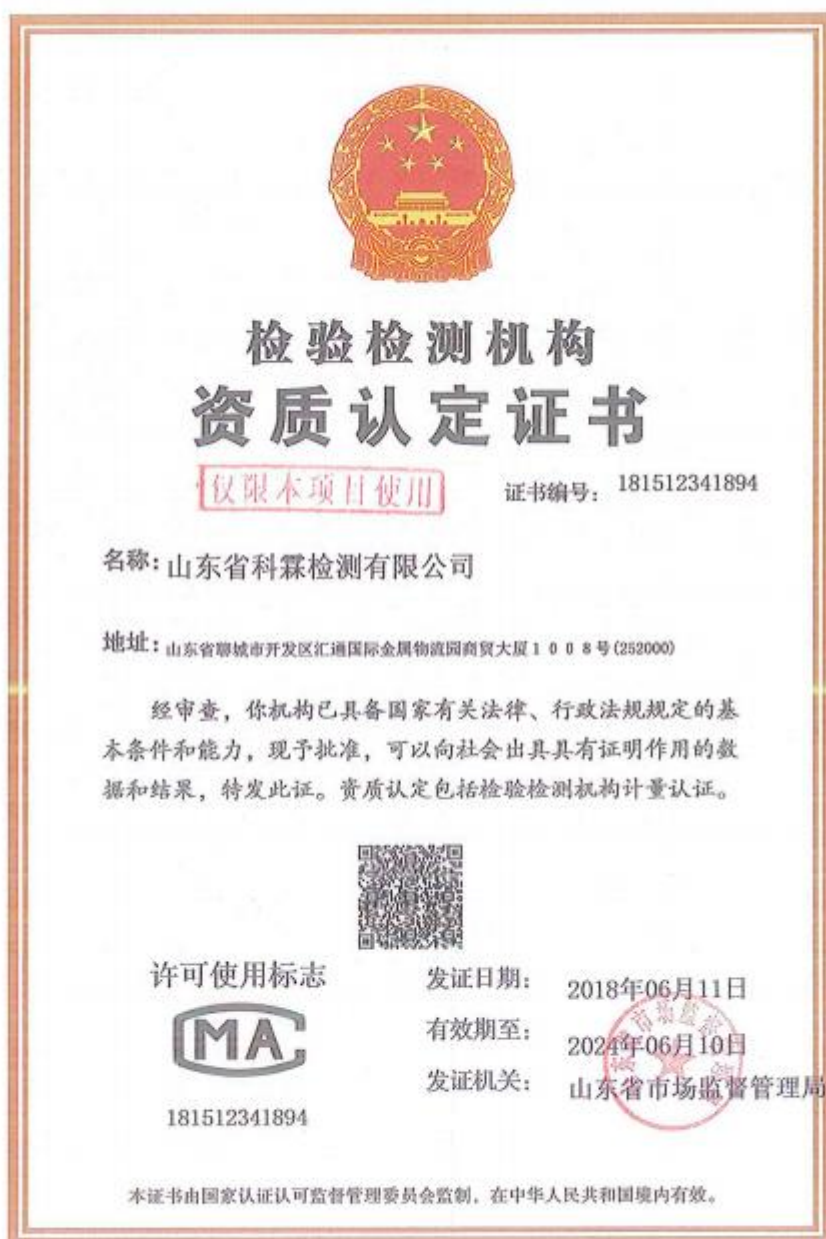 检验检测机构
资质认定证书
仅限本项目使用
证书编号: 181512341894
名称: 山东省科霖检测有限公司
地址: 山东省聊城市开发区汇通国际金属物流园商贸大厦1008号(252000)
经审查，你机构已具备国家有关法律、行政法规规定的基
本条件和能力，现予批准，可以向社会出具具有证明作用的数
据和结果，特发此证。资质认定包括检验检测机构计量认证。
许可使用标志
MA
181512341894
发证日期: 2018年06月11日
有效期至: 2024年06月10日
发证机关: 山东省市场监督管理局
本证书由国家认证认可监督管理委员会监制，在中华人民共和国境内有效。